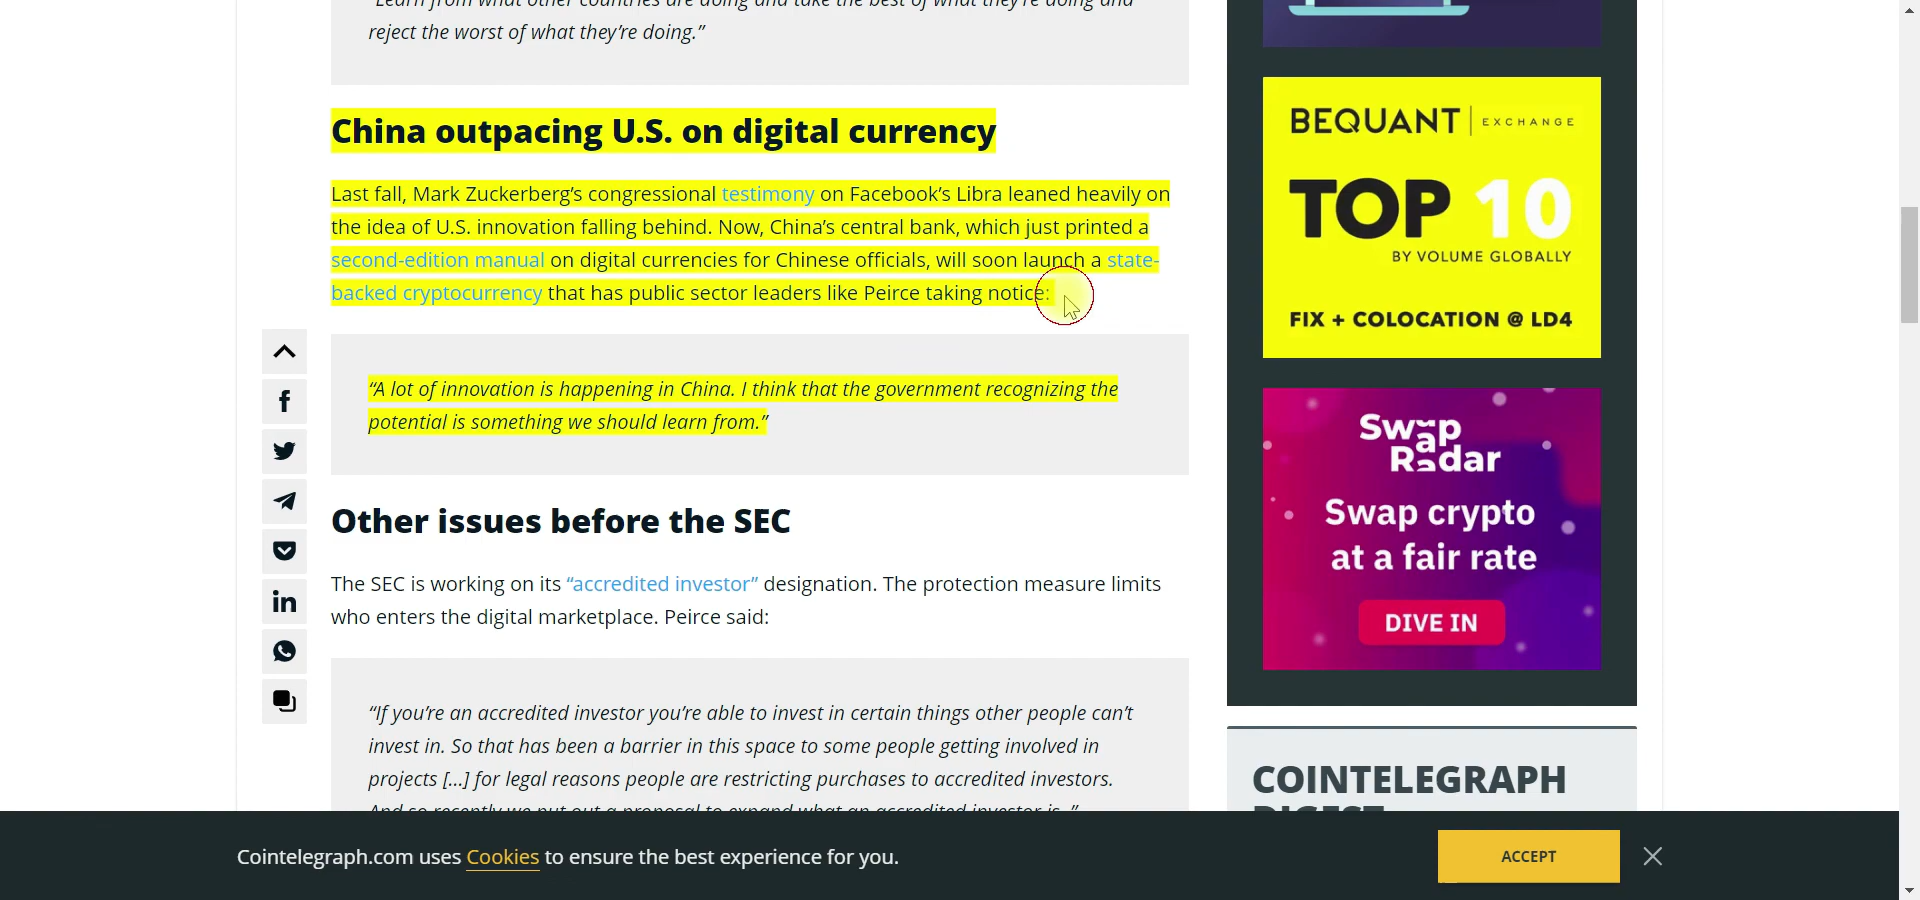 “Learn from what other countries are doing and take the best of what they’re doing and
reject the worst of what they’re doing.”
China outpacing U.S. on digital currency
Last fall, Mark Zuckerberg’s congressional testimony on Facebook’s Libra leaned heavily on
the idea of U.S. innovation falling behind. Now, China’s central bank, which just printed a
second-edition manual on digital currencies for Chinese officials, will soon launch a state-
backed cryptocurrency that has public sector leaders like Peirce taking notice:
“A lot of innovation is happening in China. I think that the government recognizing the
potential is something we should learn from.”
Other issues before the SEC
The SEC is working on its “accredited investor” designation. The protection measure limits
who enters the digital marketplace. Peirce said:
“If you’re an accredited investor you’re able to invest in certain things other people can’t
invest in. So that has been a barrier in this space to some people getting involved in
projects [...] for legal reasons people are restricting purchases to accredited investors.
And so recently we put out a proposal to expand what an accredited investor is.”
BEQUANT EXCHANGE
TOP 10
BY VOLUME GLOBALLY
FIX + COLOCATION @ LD4
Swap
Radar
Swap crypto
at a fair rate
DIVE IN
COINTELEGRAPH
DIGEST
Cointelegraph.com uses Cookies to ensure the best experience for you.
ACCEPT